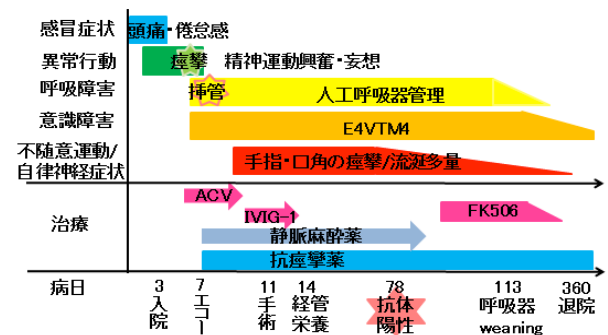 感冒症状 頭痛・倦怠感
異常行動 痙攣 精神運動興奮・妄想
呼吸障害 挿管 人工呼吸器管理
意識障害 E4VTM4
不随意運動/
自律神経症状 手指・口角の痙攣/流涎多量
ACV
IVIG-1 FK506
治療 静脈麻酔薬
抗痙攣薬
病日 3 7 11 14 78 113 360
入院 エコー 手術 経管栄養 抗体陽性 呼吸器 退院
weaning